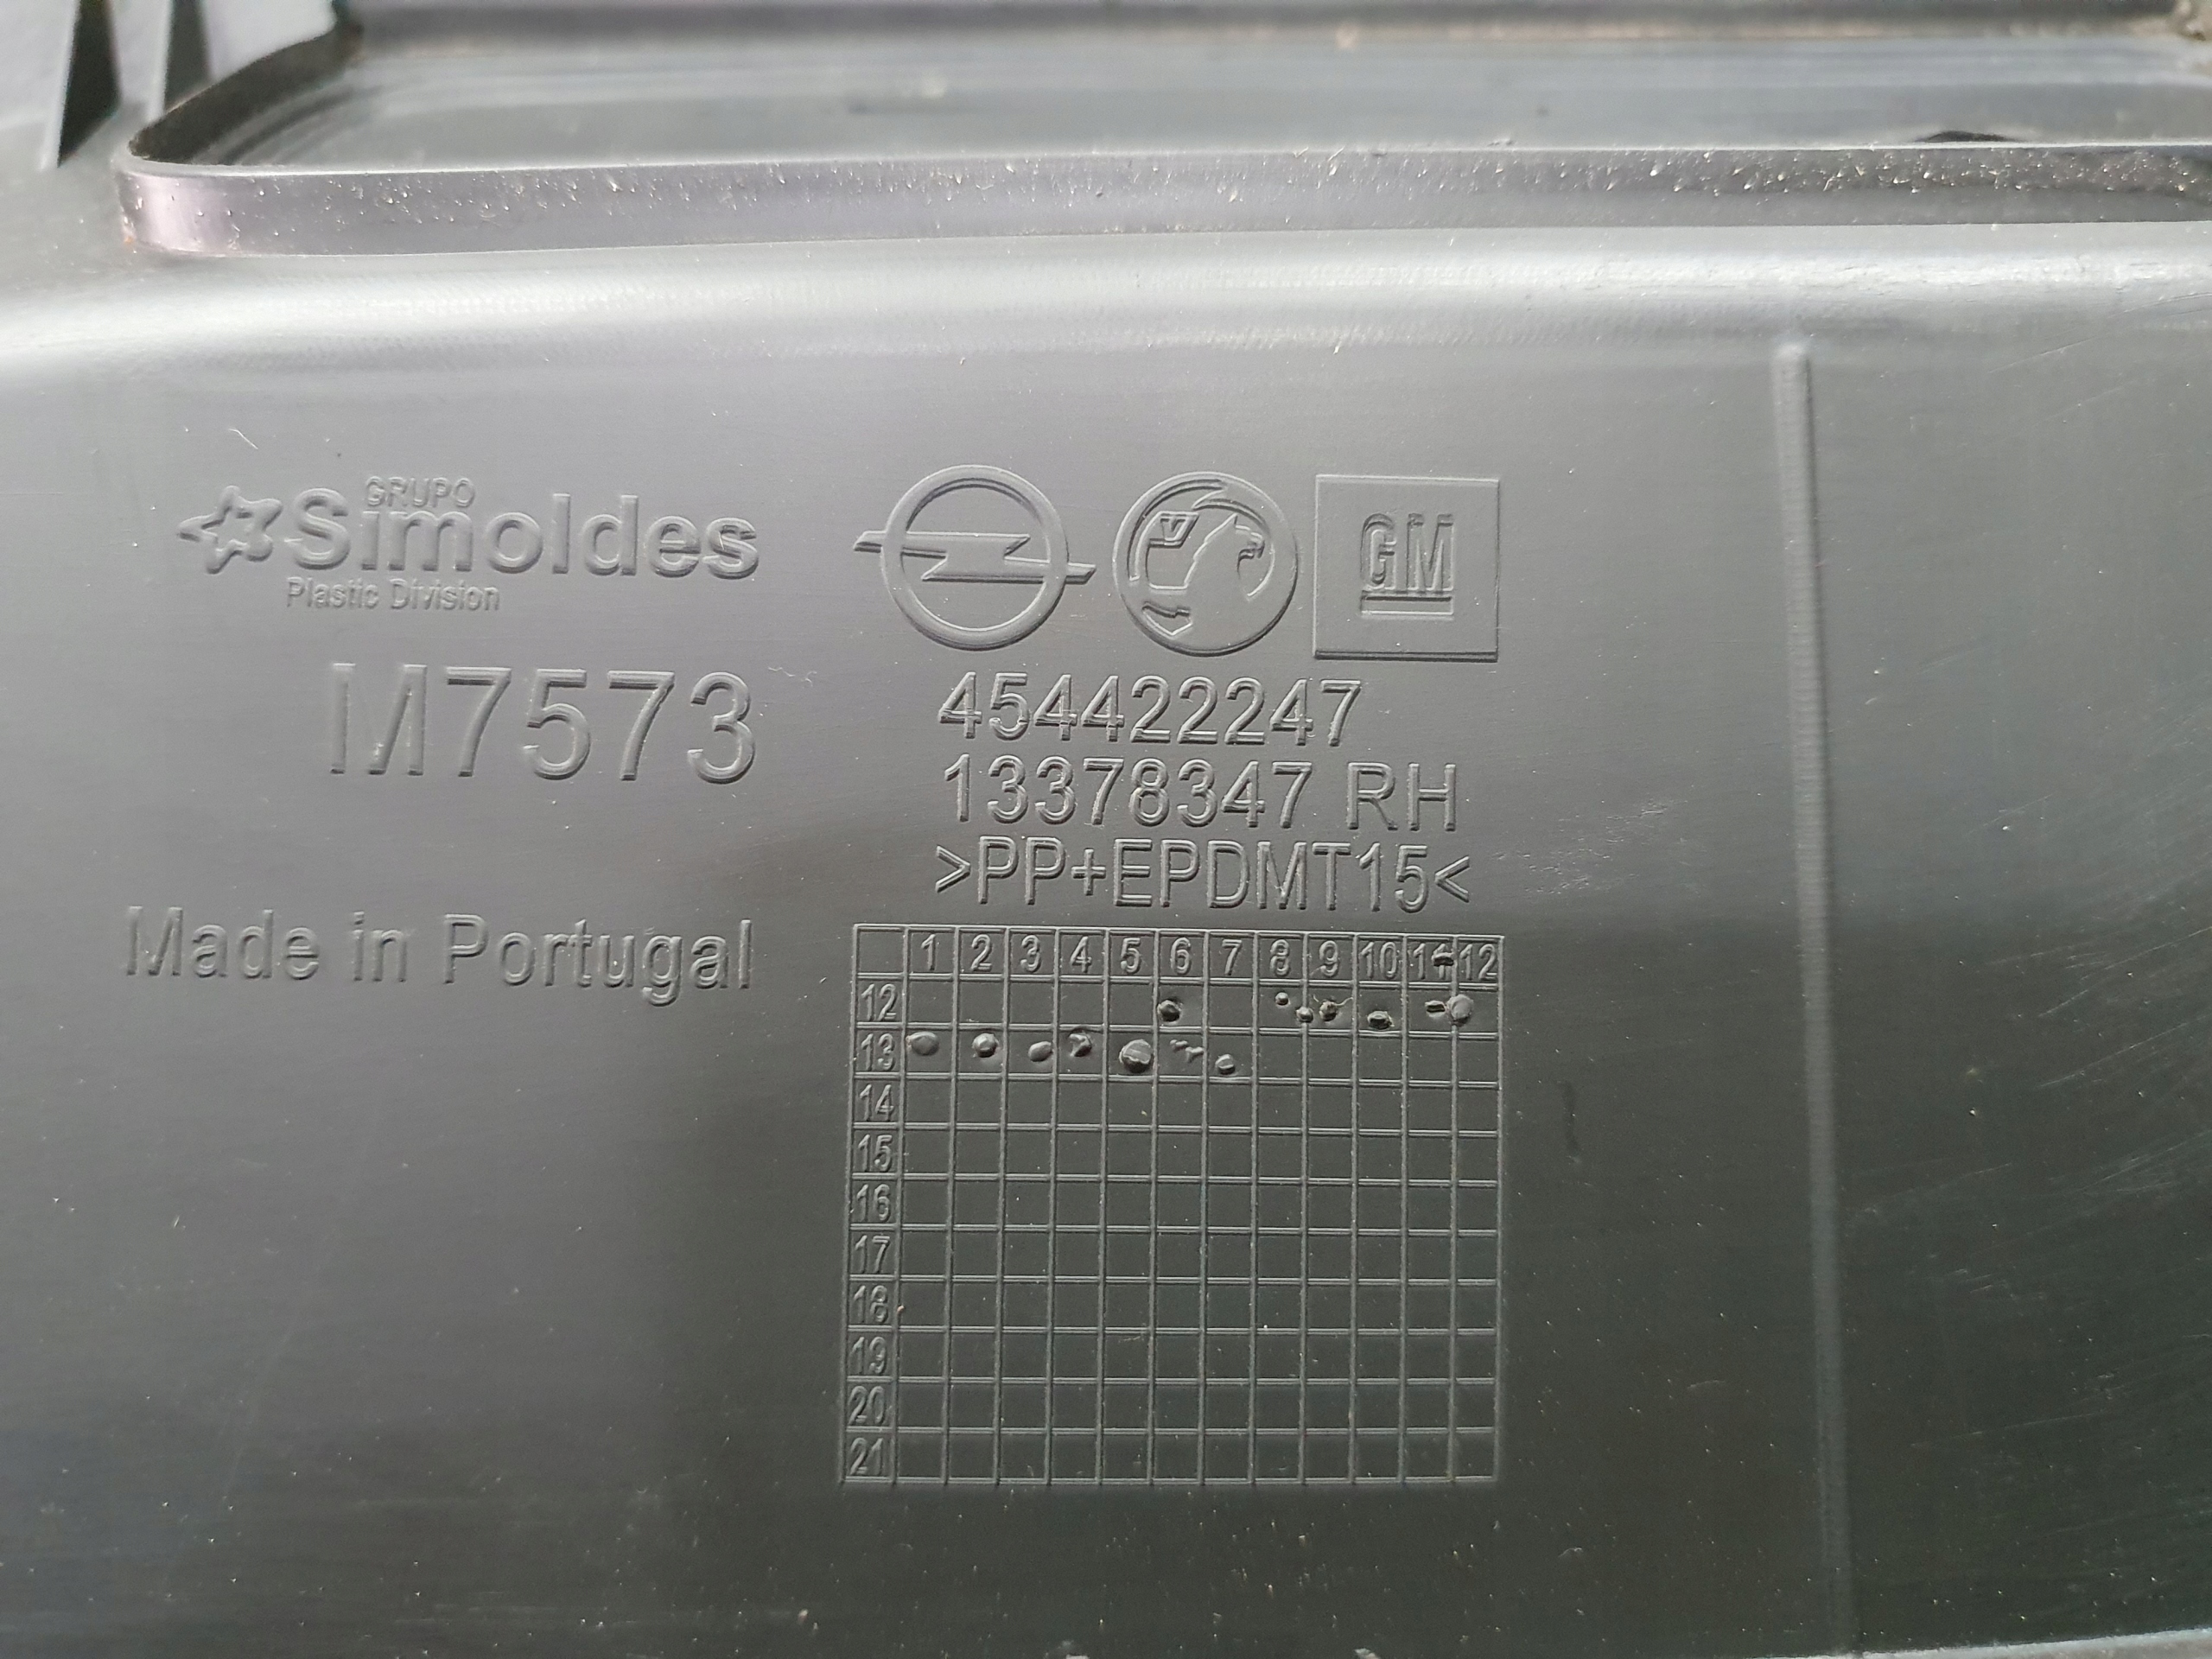 GRUPO
Simoldes
Plastic Division
M7573
Made in Portugal
V
GM
454422247
13378347 RH
>PP+EPDMT15<
1 2 3 4 5 6 7 8 9 10 11 12
12
13
14
15
16
17
18
19
20
21